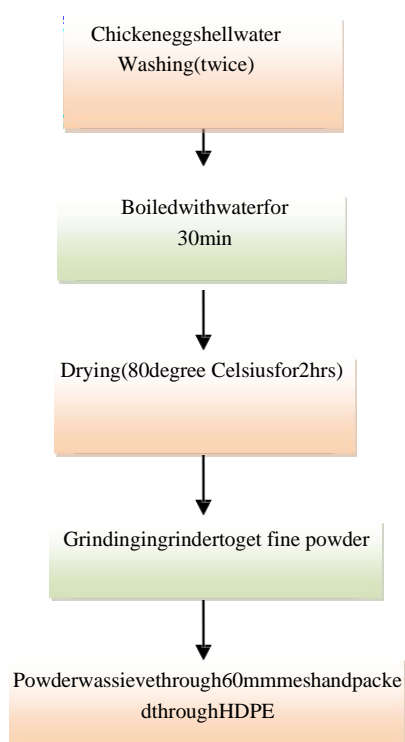 Chickeneggshellwater
Washing(twice)
Boiledwithwaterfor
30min
Drying(80degree Celsiusfor2hrs)
Grindingingrindertoget fine powder
Powderwassievethrough60mmmeshandpacke
dthroughHDPE